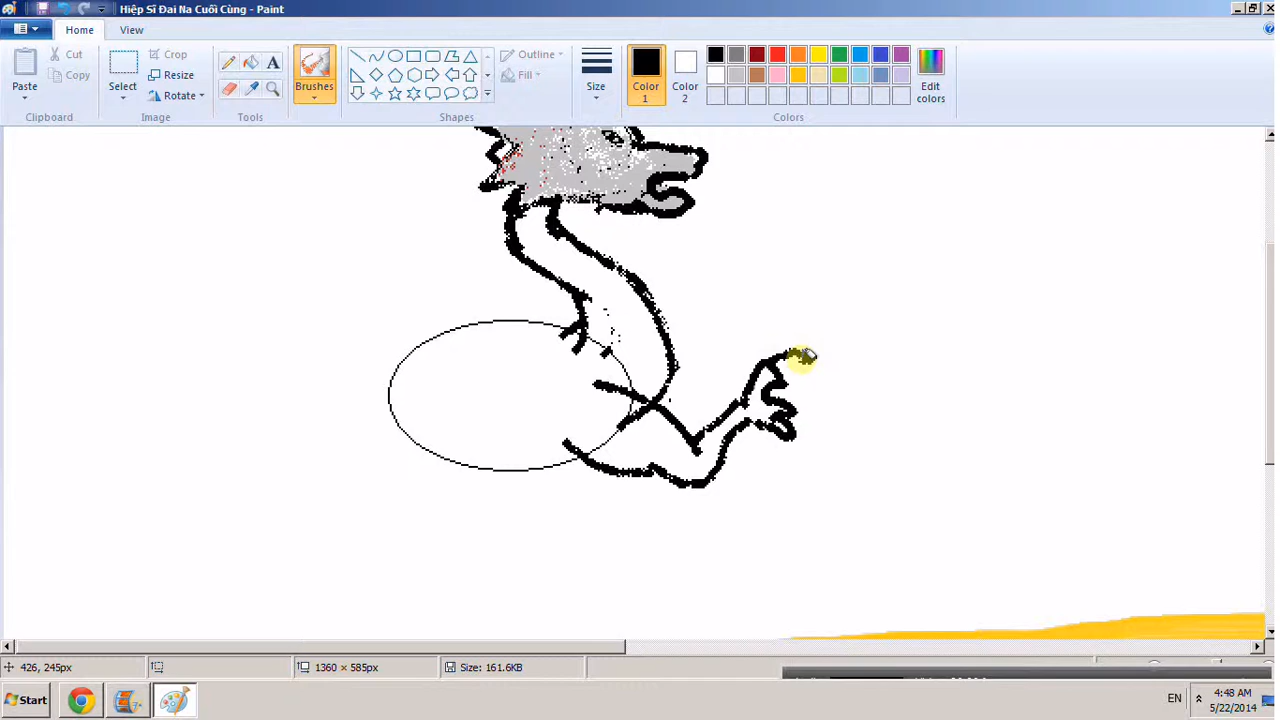 Hiệp Sĩ Đai Na Cuối Cùng - Paint
Home View
Paste
Cut
Copy
Clipboard
Select
Crop
Resize
Rotate
Image
A
Tools
Brushes
Outline
Fill
Shapes
Size
Color 1
Color 2
Edit colors
Colors
426, 245px
1360 × 585px
Size: 161.6KB
Start
EN
4:48 AM
5/22/2014